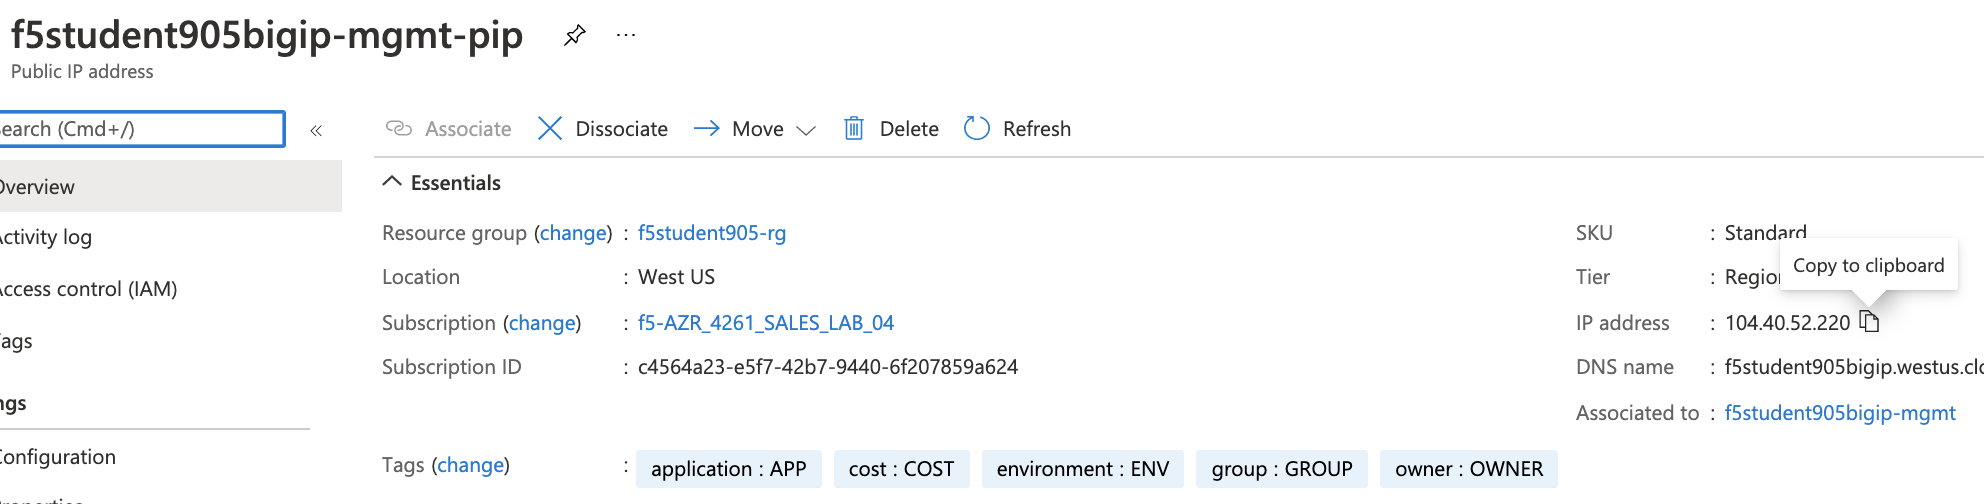 f5student905bigip-mgmt-pip
Public IP address
earch (Cmd+/)
«
Associate Dissociate Move Delete Refresh
Overview
Essentials
Activity log
Resource group (change) : f5student905-rg
SKU : Standard
Copy to clipboard
Location : West US
Tier : Region
Access control (IAM)
Subscription (change) : f5-AZR_4261_SALES_LAB_04
IP address : 104.40.52.220
ags
Subscription ID : c4564a23-e5f7-42b7-9440-6f207859a624
DNS name : f5student905bigip.westus.clo
ngs
Associated to : f5student905bigip-mgmt
Configuration
Tags (change) : application : APP cost : COST environment : ENV group : GROUP owner : OWNER